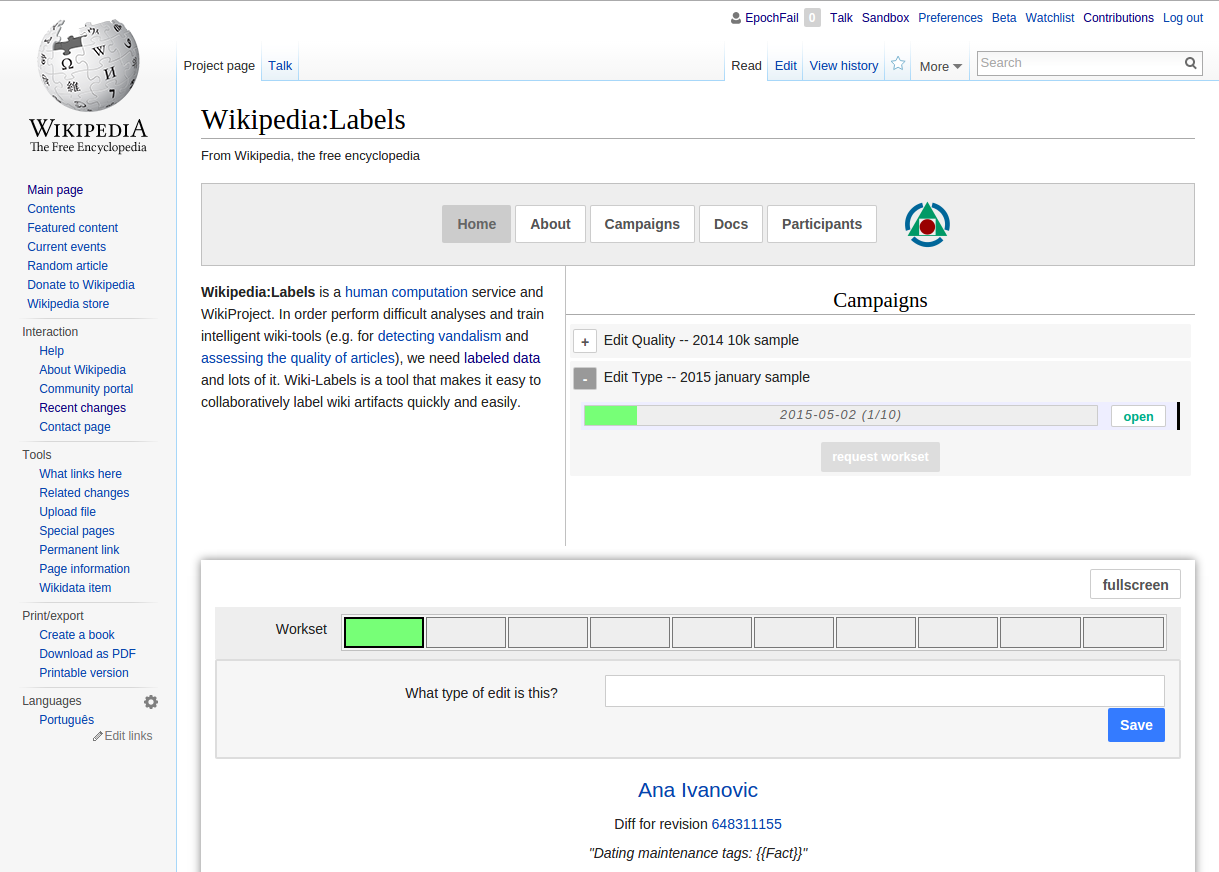 EpochFail 0 Talk Sandbox Preferences Beta Watchlist Contributions Log out
Project page Talk Read Edit View history More Search
Ω W И 維
WIKIPEDIA
The Free Encyclopedia
Main page
Contents
Featured content
Current events
Random article
Donate to Wikipedia
Wikipedia store
Interaction
Help
About Wikipedia
Community portal
Recent changes
Contact page
Tools
What links here
Related changes
Upload file
Special pages
Permanent link
Page information
Wikidata item
Print/export
Create a book
Download as PDF
Printable version
Languages
Português
Edit links
Wikipedia:Labels
From Wikipedia, the free encyclopedia
Home About Campaigns Docs Participants
Wikipedia:Labels is a human computation service and
WikiProject. In order perform difficult analyses and train
intelligent wiki-tools (e.g. for detecting vandalism and
assessing the quality of articles), we need labeled data
and lots of it. Wiki-Labels is a tool that makes it easy to
collaboratively label wiki artifacts quickly and easily.
Campaigns
+ Edit Quality -- 2014 10k sample
- Edit Type -- 2015 january sample
2015-05-02 (1/10) open
request workset
fullscreen
Workset
What type of edit is this?
Save
Ana Ivanovic
Diff for revision 648311155
"Dating maintenance tags: {{Fact}}"